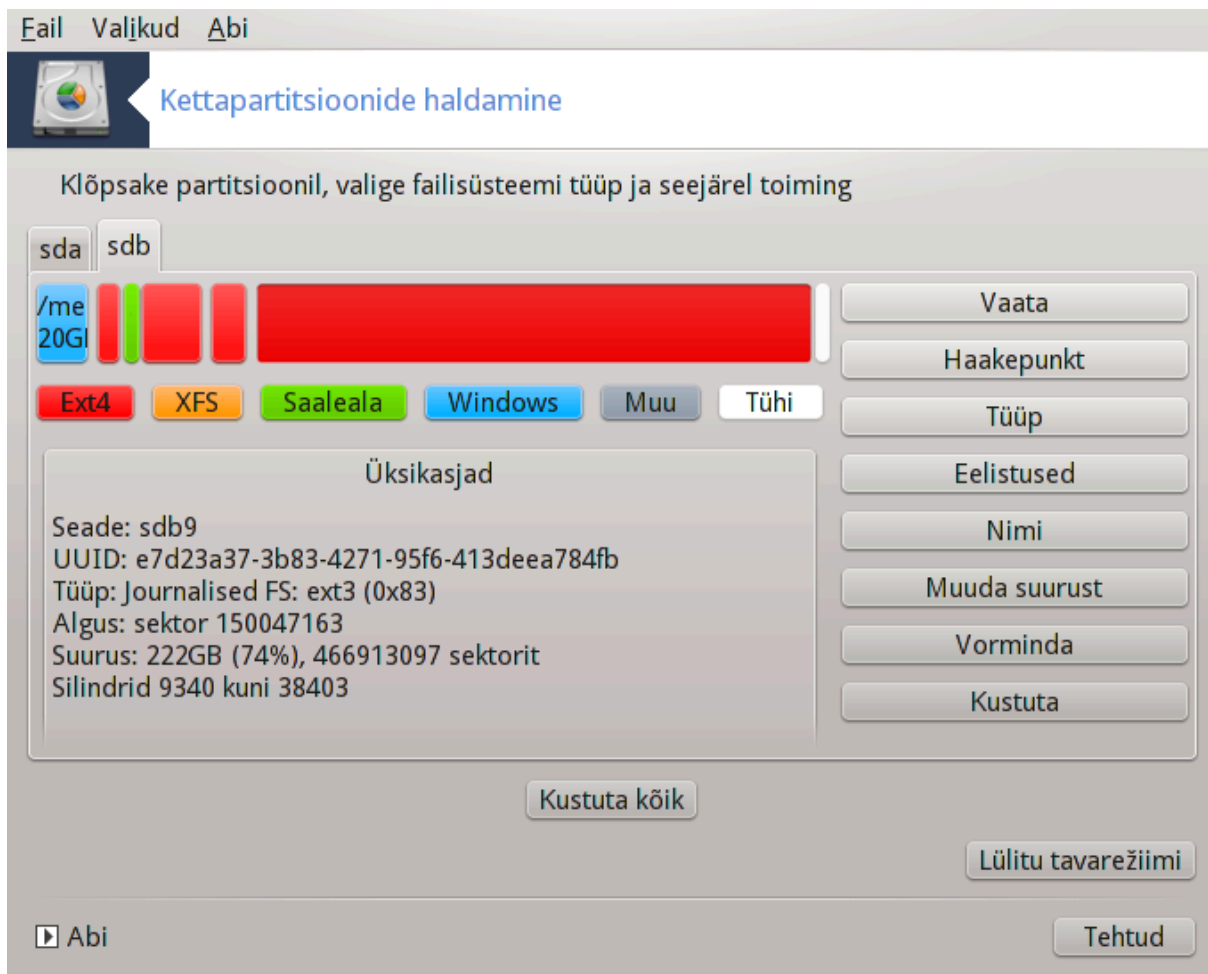 Fail Valikud Abi
Kettapartitsioonide haldamine
Klõpsake partitsioonil, valige failisüsteemi tüüp ja seejärel toiming
sda sdb
/me
20G
Ext4 XFS Saaleala Windows Muu Tühi
Üksikasjad
Seade: sdb9
UUID: e7d23a37-3b83-4271-95f6-413deea784fb
Tüüp: Journalised FS: ext3 (0x83)
Algus: sektor 150047163
Suurus: 222GB (74%), 466913097 sektorit
Silindrid 9340 kuni 38403
Vaata
Haakepunkt
Tüüp
Eelistused
Nimi
Muuda suurust
Vorminda
Kustuta
Kustuta kõik
Lülitu tavarežiimi
Abi
Tehtud